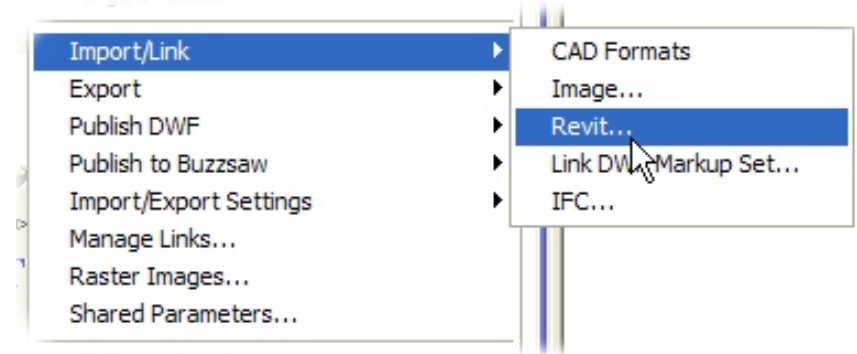 Import/Link
Export
Publish DWF
Publish to Buzzsaw
Import/Export Settings
Manage Links...
Raster Images...
Shared Parameters...
CAD Formats
Image...
Revit...
Link Markup Set...
IFC...